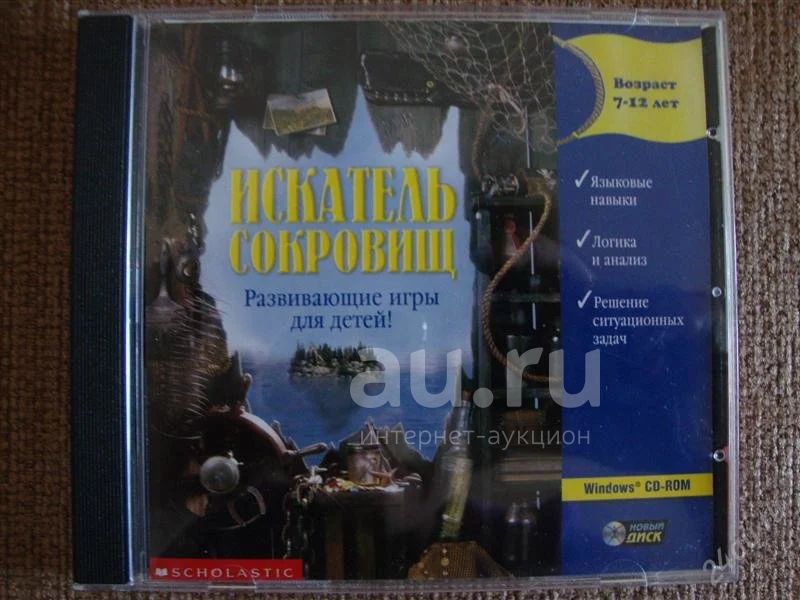 Возраст
7-12 лет
ИСКАТЕЛЬ
СОКРОВИЩ
Развивающие игры
для детей!
✓ Языковые
навыки
✓ Логика
и анализ
✓ Решение
ситуационных
задач
au.ru
интернет-аукцион
Windows® CD-ROM
НОВЫЙ
ДИСК
SCHOLASTIC